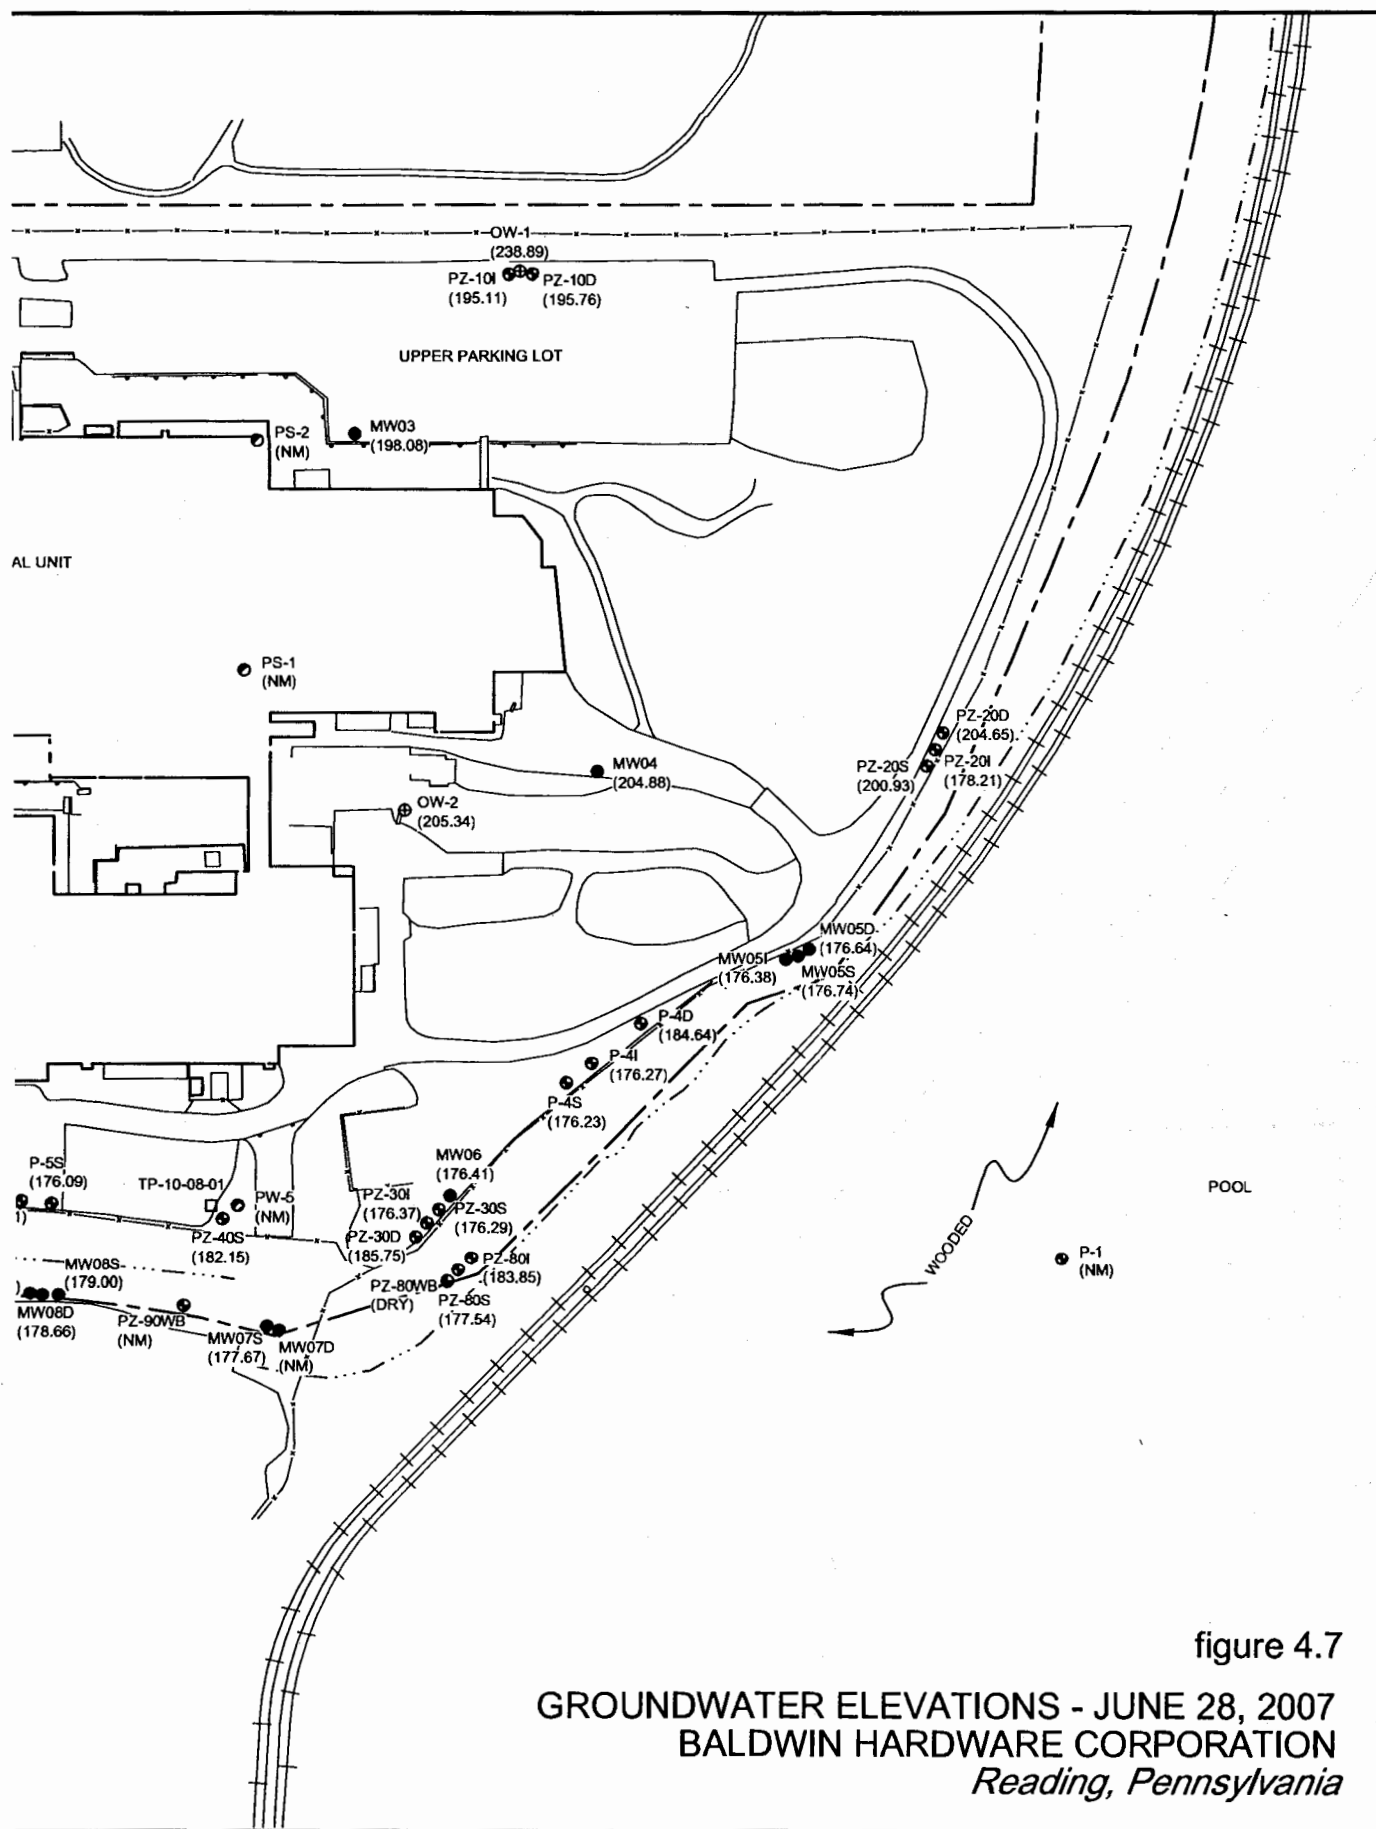 OW-1
(238.89)
PZ-10I
(195.11)
PZ-10D
(195.76)
UPPER PARKING LOT
PS-2
(NM)
MW03
(198.08)
AL UNIT
PS-1
(NM)
PZ-20D
(204.65)
PZ-20S
(200.93)
PZ-20I
(178.21)
MW04
(204.88)
OW-2
(205.34)
MW05D
(176.64)
MW05I
(176.38)
MW05S
(176.74)
P-4D
(184.64)
P-4I
(176.27)
P-4S
(176.23)
MW06
(176.41)
P-5S
(176.09)
1)
TP-10-08-01
PW-5
(NM)
PZ-40S
(182.15)
PZ-30I
(176.37)
PZ-30S
(176.29)
PZ-30D
(185.75)
PZ-80I
(183.85)
PZ-80WB
(DRY)
PZ-80S
(177.54)
MW08S
(179.00)
)
MW08D
(178.66)
PZ-90WB
(NM)
MW07S
(177.67)
MW07D
(NM)
WOODED
POOL
P-1
(NM)
figure 4.7
GROUNDWATER ELEVATIONS - JUNE 28, 2007
BALDWIN HARDWARE CORPORATION
Reading, Pennsylvania